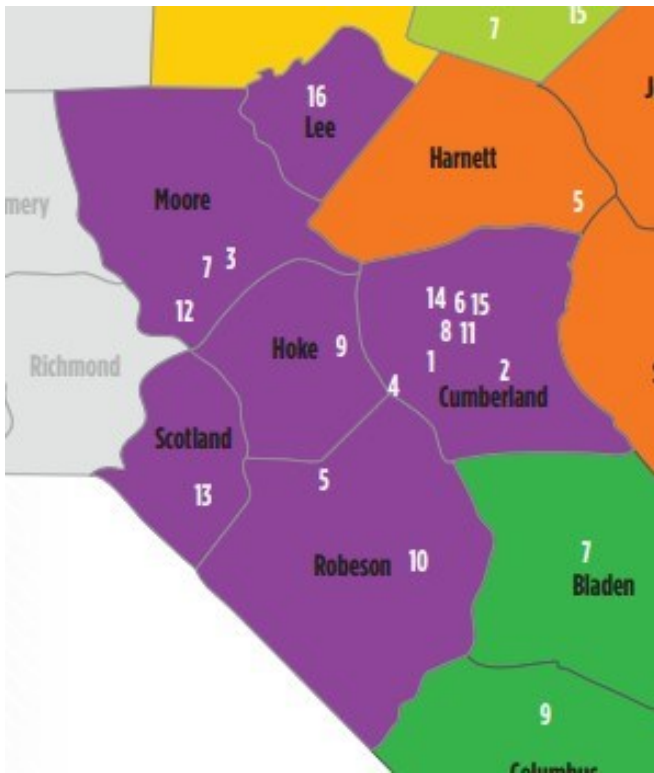 15
7
16
Lee
Harnett
mery
Moore
5
7 3
12
14 6 15
8 11
Hoke 9
1
2
Richmond
4
Cumberland
Scotland
5
13
Robeson 10
7
Bladen
9
Columbus